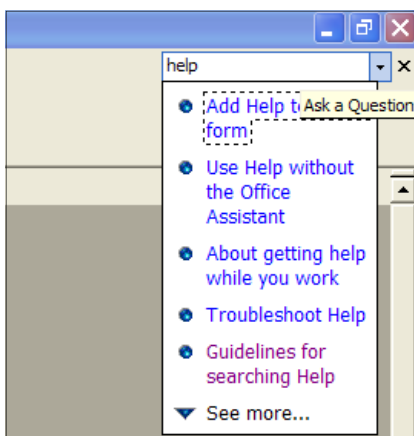 help
Add Help t
Ask a Question
form
Use Help without
the Office
Assistant
About getting help
while you work
Troubleshoot Help
Guidelines for
searching Help
See more...